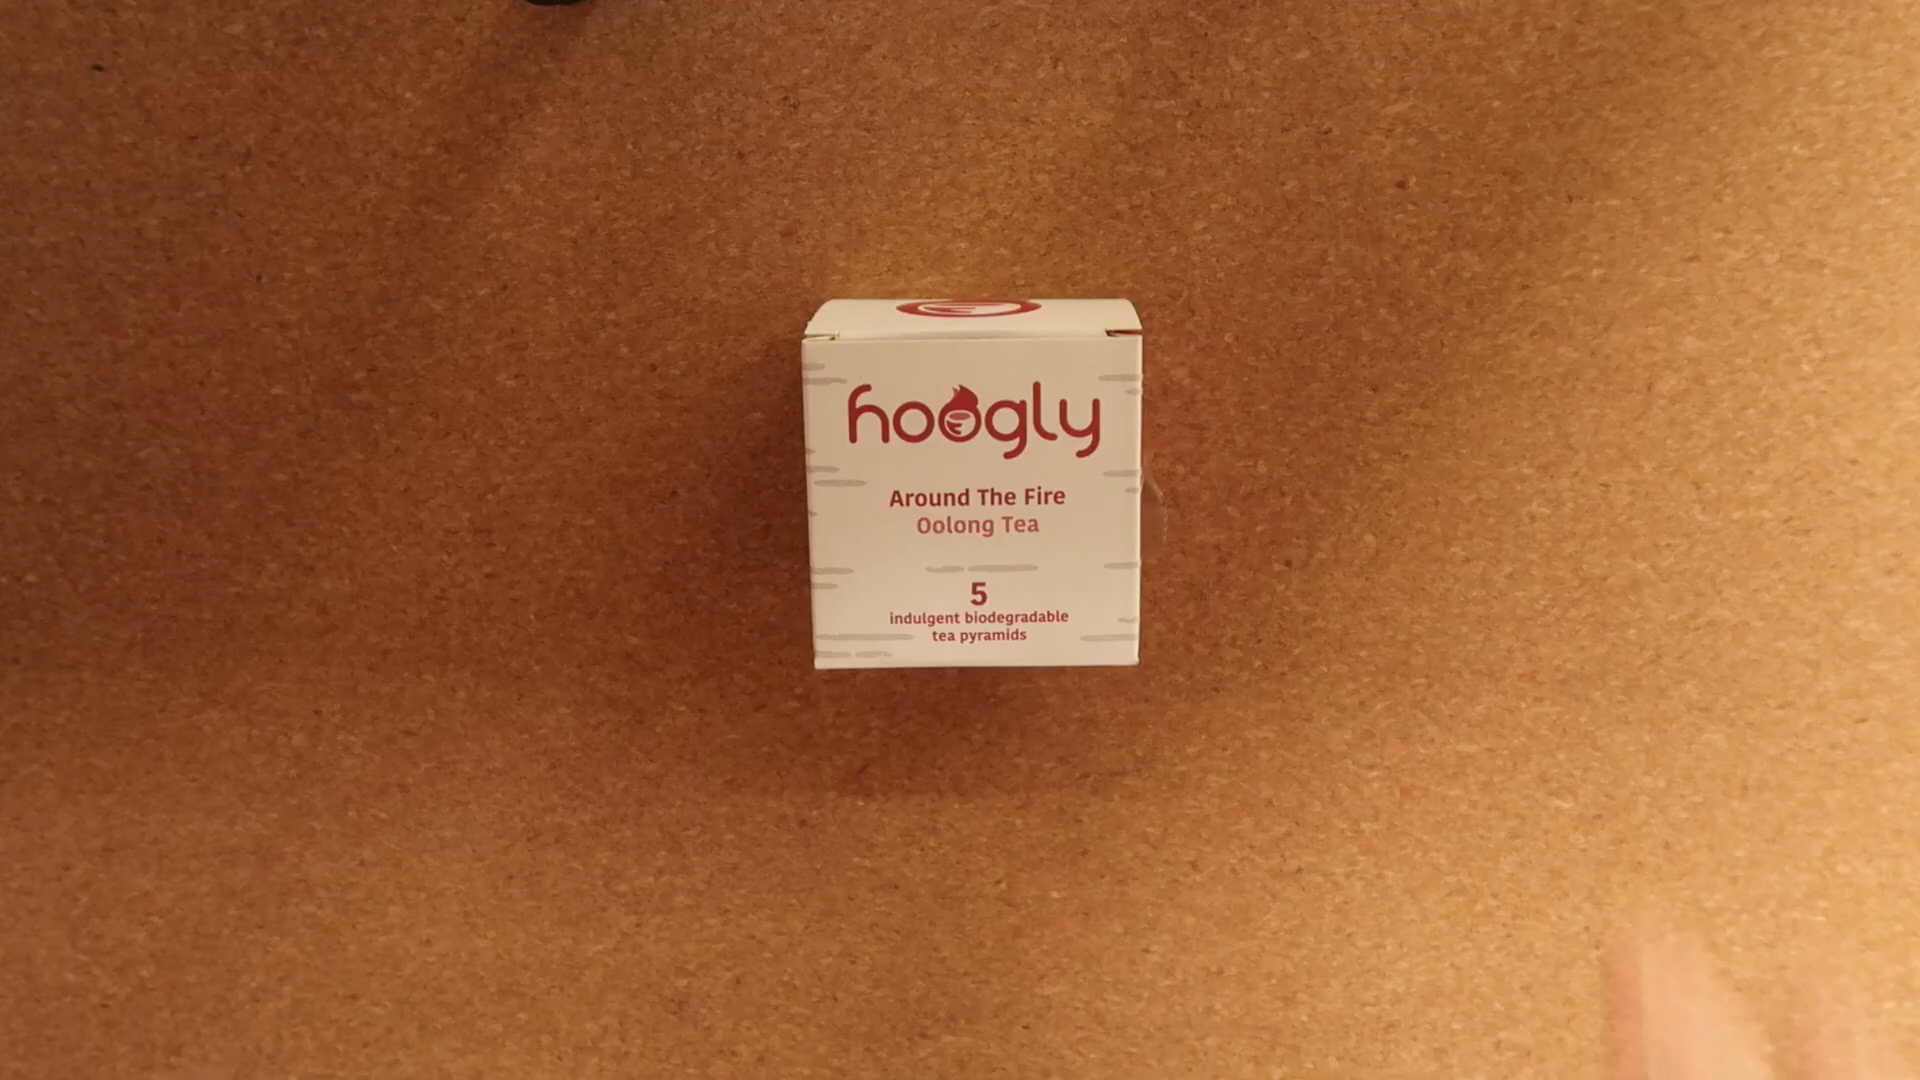 hoogly
Around The Fire
Oolong Tea
5
indulgent biodegradable
tea pyramids